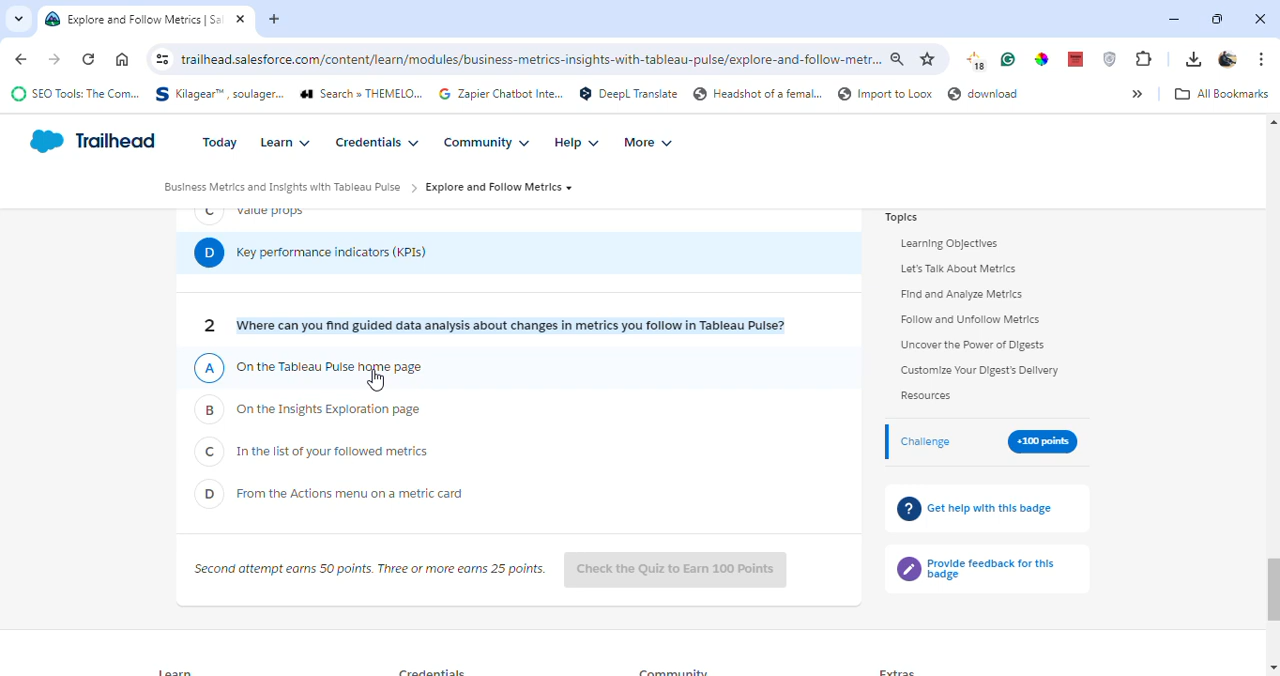 Explore and Follow Metrics | Sal
trailhead.salesforce.com/content/learn/modules/business-metrics-insights-with-tableau-pulse/explore-and-follow-metr...
18
SEO Tools: The Com...
Kilagear™, soulager...
Search » THEMELO...
Zapier Chatbot Inte...
DeepL Translate
Headshot of a femal...
Import to Loox
download
»
All Bookmarks
Trailhead
Today
Learn
Credentials
Community
Help
More
Business Metrics and Insights with Tableau Pulse > Explore and Follow Metrics
C Value props
D Key performance indicators (KPIs)
2 Where can you find guided data analysis about changes in metrics you follow in Tableau Pulse?
A On the Tableau Pulse home page
B On the Insights Exploration page
C In the list of your followed metrics
D From the Actions menu on a metric card
Second attempt earns 50 points. Three or more earns 25 points.
Check the Quiz to Earn 100 Points
Topics
Learning Objectives
Let's Talk About Metrics
Find and Analyze Metrics
Follow and Unfollow Metrics
Uncover the Power of Digests
Customize Your Digest's Delivery
Resources
Challenge
+100 points
? Get help with this badge
Provide feedback for this
badge
Learn
Credentials
Community
Extras